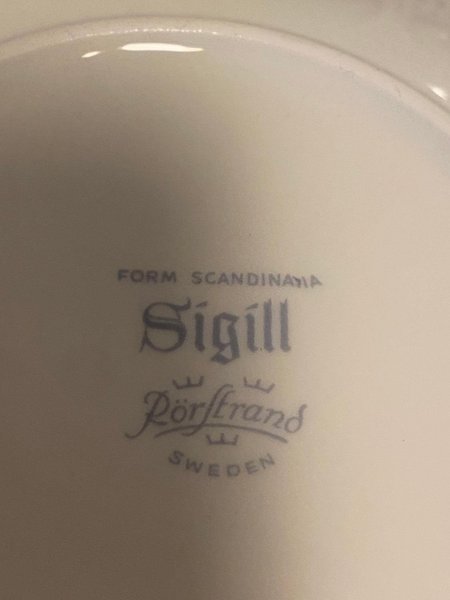 FORM SCANDINAVIA
Sigill
Rörstrand
SWEDEN